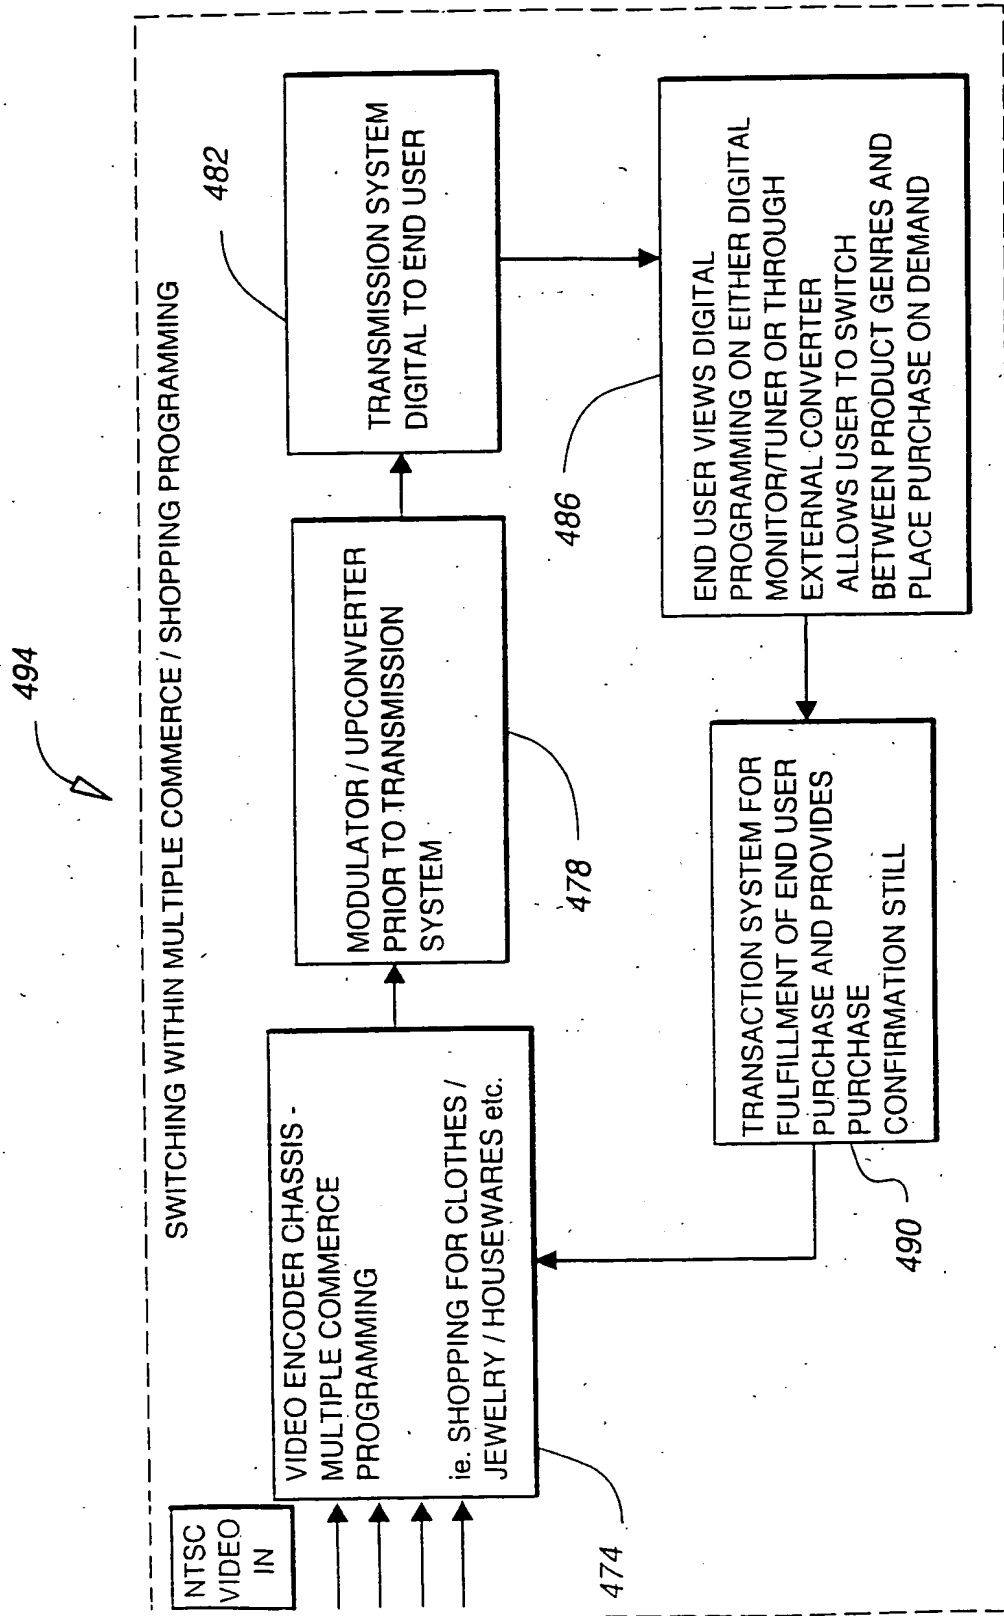 494
SWITCHING WITHIN MULTIPLE COMMERCE / SHOPPING PROGRAMMING
NTSC
VIDEO
IN
VIDEO ENCODER CHASSIS -
MULTIPLE COMMERCE
PROGRAMMING
ie. SHOPPING FOR CLOTHES /
JEWELRY / HOUSEWARES etc.
474
MODULATOR / UPCONVERTER
PRIOR TO TRANSMISSION
SYSTEM
478
TRANSMISSION SYSTEM
DIGITAL TO END USER
482
END USER VIEWS DIGITAL
PROGRAMMING ON EITHER DIGITAL
MONITOR/TUNER OR THROUGH
EXTERNAL CONVERTER
ALLOWS USER TO SWITCH
BETWEEN PRODUCT GENRES AND
PLACE PURCHASE ON DEMAND
486
TRANSACTION SYSTEM FOR
FULFILLMENT OF END USER
PURCHASE AND PROVIDES
PURCHASE
CONFIRMATION STILL
490